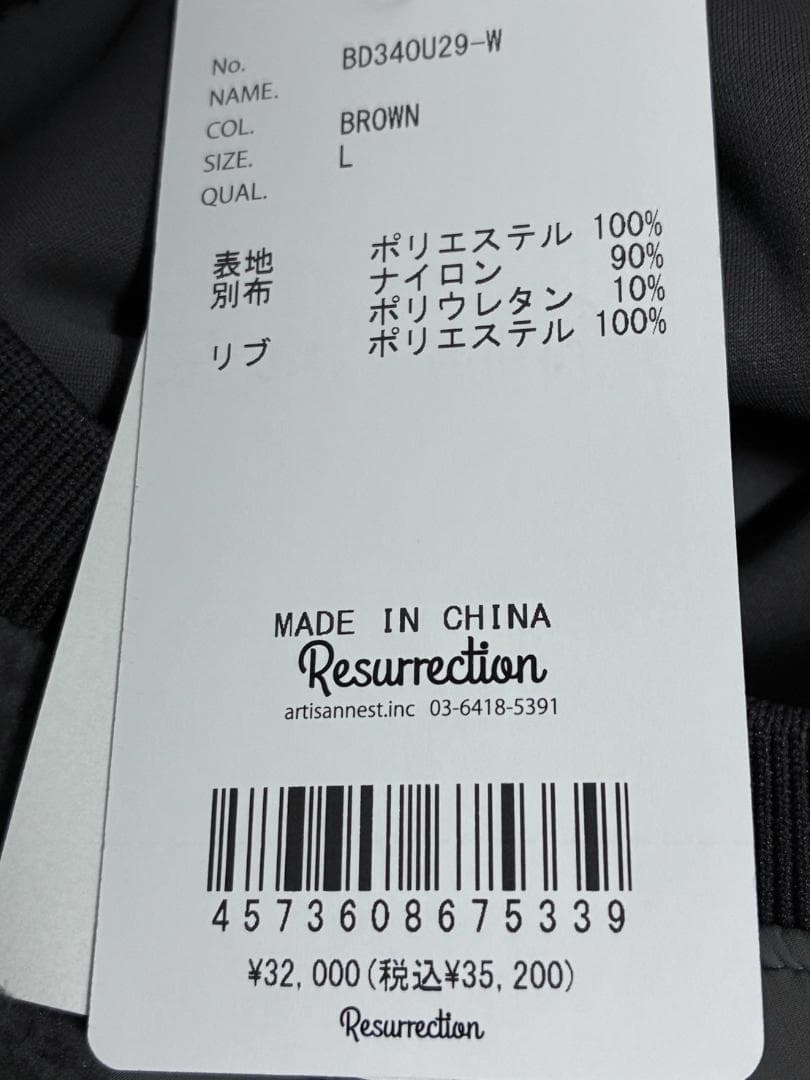 No. BD340U29-W
NAME.
COL. BROWN
SIZE. L
QUAL.
表地 ポリエステル 100%
別布 ナイロン 90%
ポリウレタン 10%
リブ ポリエステル 100%
MADE IN CHINA
Resurrection
artisannest.inc 03-6418-5391
4573608675339
¥32,000(税込¥35,200)
Resurrection